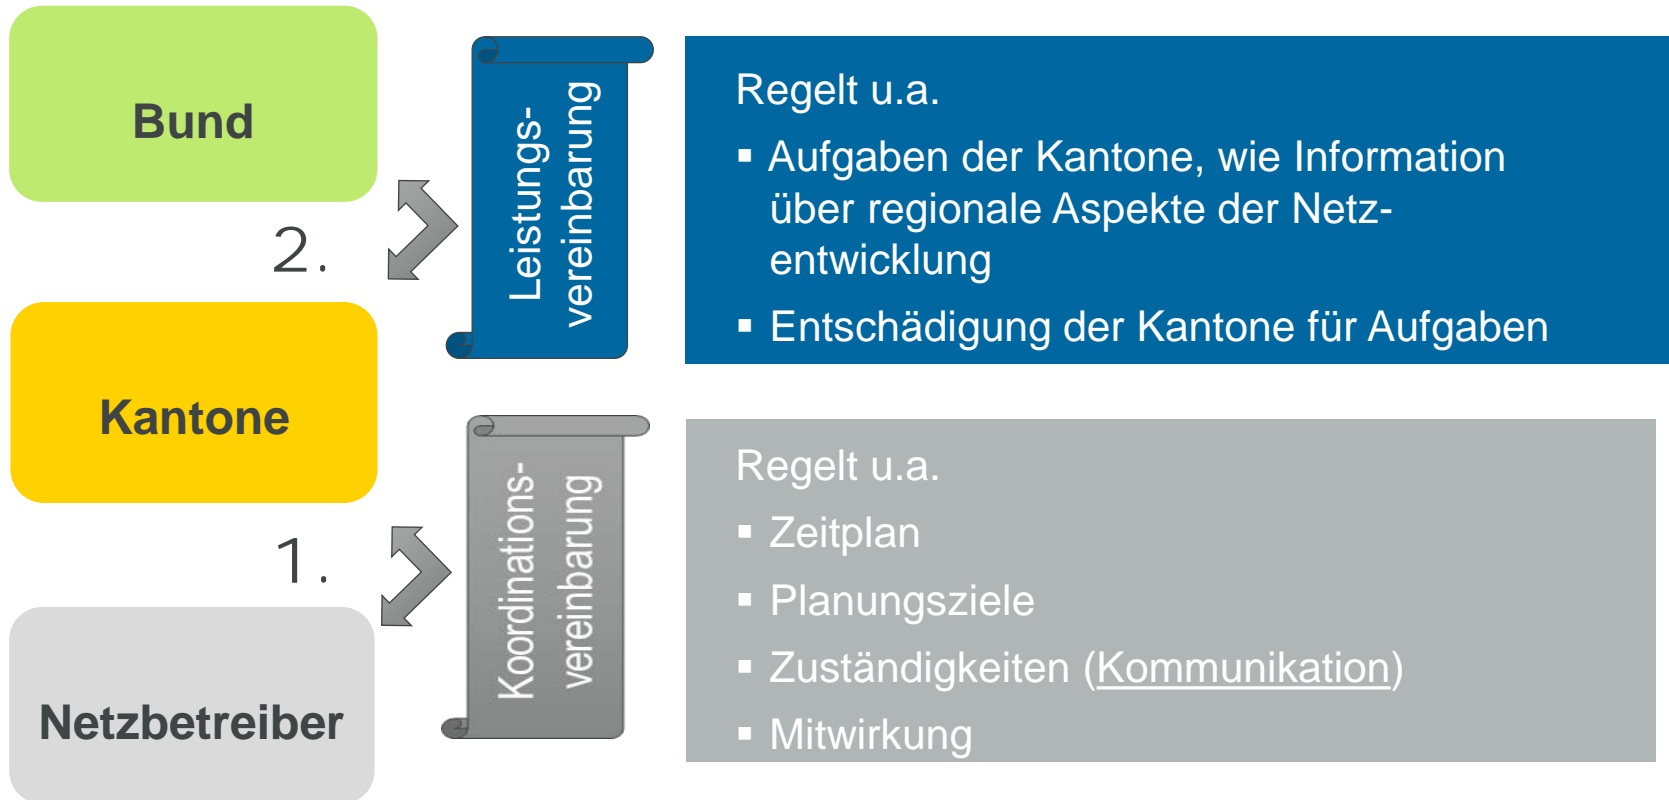 Bund
2.
Kantone
1.
Netzbetreiber
Leistungs-
vereinbarung
Regelt u.a.
▪ Aufgaben der Kantone, wie Information
über regionale Aspekte der Netz-
entwicklung
▪ Entschädigung der Kantone für Aufgaben
Koordinations-
vereinbarung
Regelt u.a.
▪ Zeitplan
▪ Planungsziele
▪ Zuständigkeiten (Kommunikation)
▪ Mitwirkung